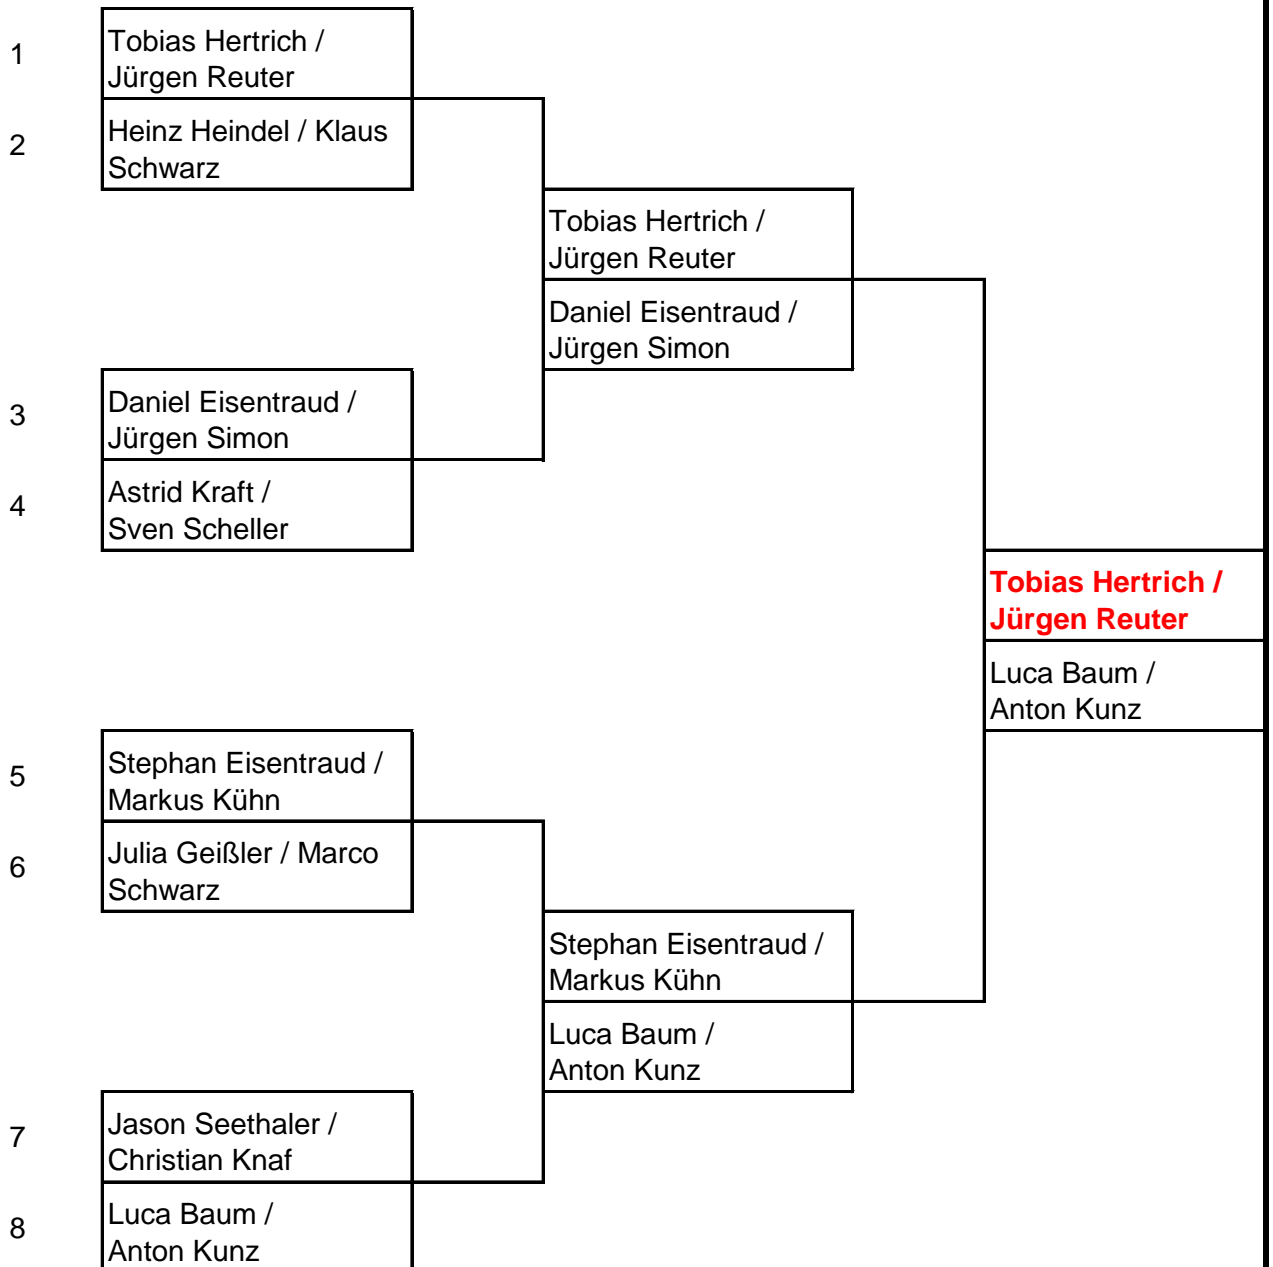 1
Tobias Hertrich /
Jürgen Reuter
2
Heinz Heindel / Klaus
Schwarz
Tobias Hertrich /
Jürgen Reuter
Daniel Eisentraud /
Jürgen Simon
3
Daniel Eisentraud /
Jürgen Simon
4
Astrid Kraft /
Sven Scheller
Tobias Hertrich /
Jürgen Reuter
Luca Baum /
Anton Kunz
5
Stephan Eisentraud /
Markus Kühn
6
Julia Geißler / Marco
Schwarz
Stephan Eisentraud /
Markus Kühn
Luca Baum /
Anton Kunz
7
Jason Seethaler /
Christian Knaf
8
Luca Baum /
Anton Kunz